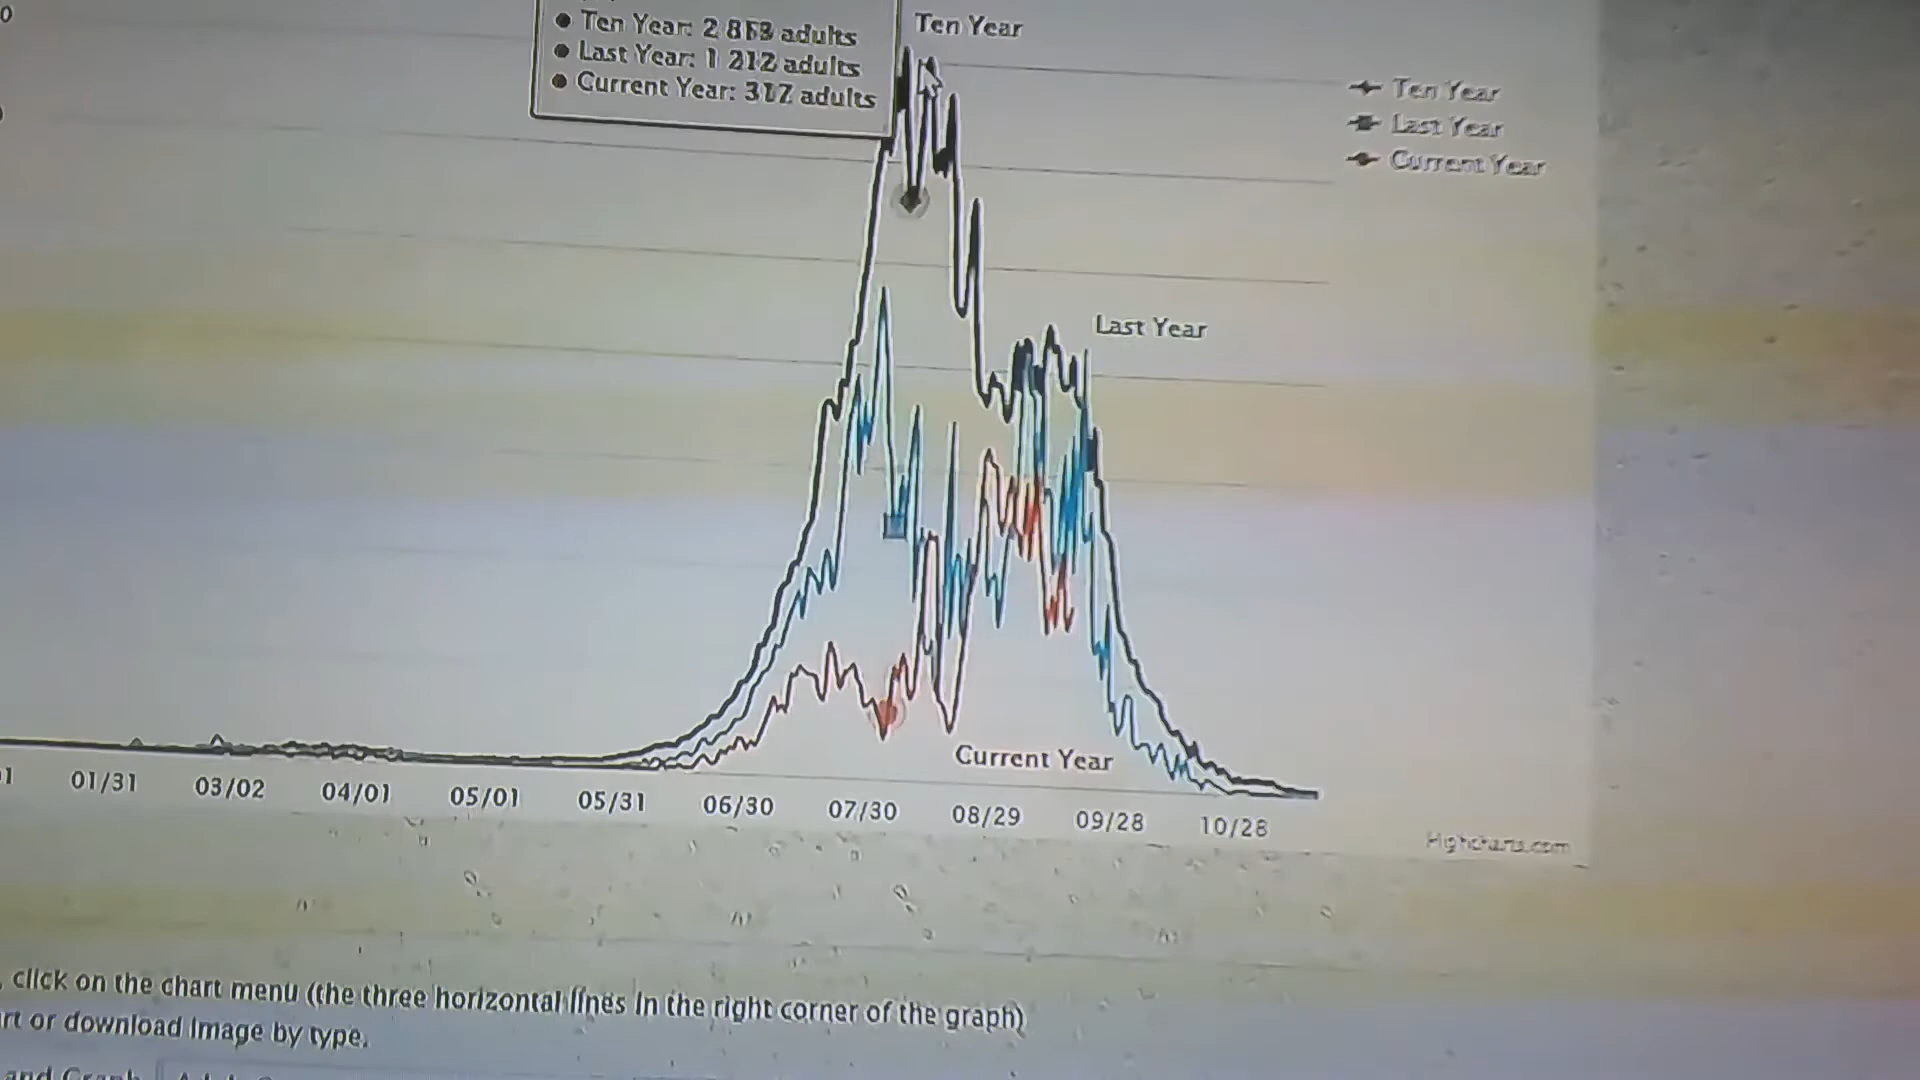 Ten Year
Ten Year: 2 adults
Last Year: 1 212 adults
Current Year: 317 adults
Ten Year
Last Year
Current Year
Last Year
Current Year
01/31
03/02
04/01
05/01
05/31
06/30
07/30
08/29
09/28
10/28
Highcharts.com
, click on the chart menu (the three horizontal lines in the right corner of the graph)
or download image by type.
and Graph